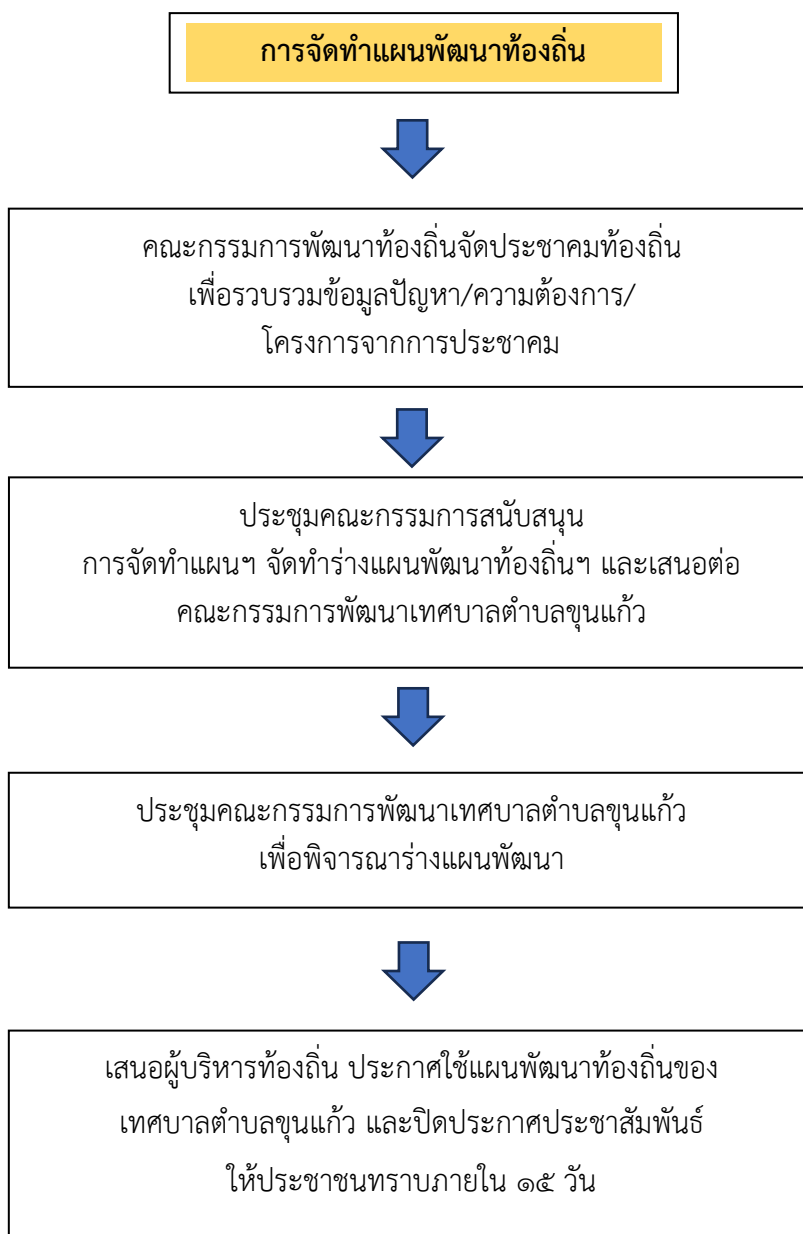 การจัดทำแผนพัฒนาท้องถิ่น
คณะกรรมการพัฒนาท้องถิ่นจัดประชาคมท้องถิ่น
เพื่อรวบรวมข้อมูลปัญหา/ความต้องการ/
โครงการจากการประชาคม
ประชุมคณะกรรมการสนับสนุน
การจัดทำแผนฯ จัดทำร่างแผนพัฒนาท้องถิ่นฯ และเสนอต่อ
คณะกรรมการพัฒนาเทศบาลตำบลขุนแก้ว
ประชุมคณะกรรมการพัฒนาเทศบาลตำบลขุนแก้ว
เพื่อพิจารณาร่างแผนพัฒนา
เสนอผู้บริหารท้องถิ่น ประกาศใช้แผนพัฒนาท้องถิ่นของ
เทศบาลตำบลขุนแก้ว และปิดประกาศประชาสัมพันธ์
ให้ประชาชนทราบภายใน ๑๕ วัน